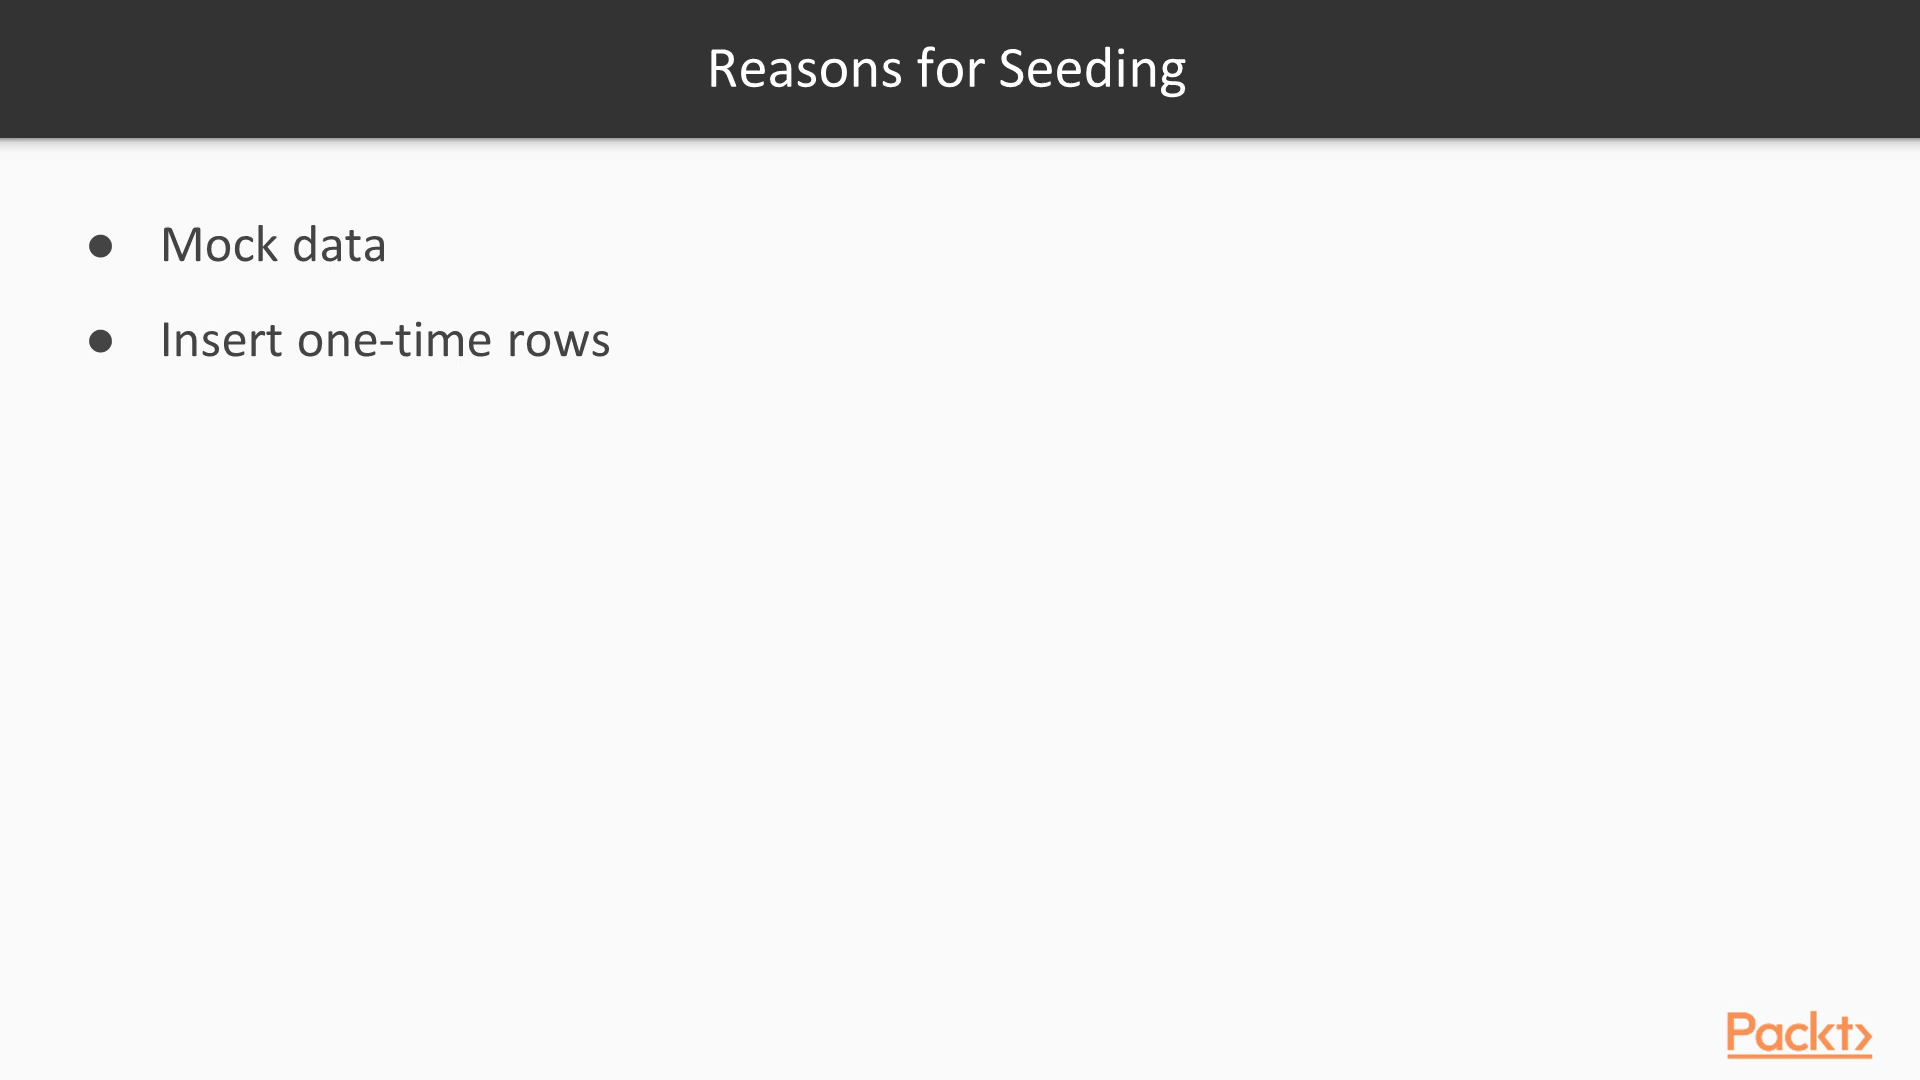 Reasons for Seeding
● Mock data
● Insert one-time rows
Packt>